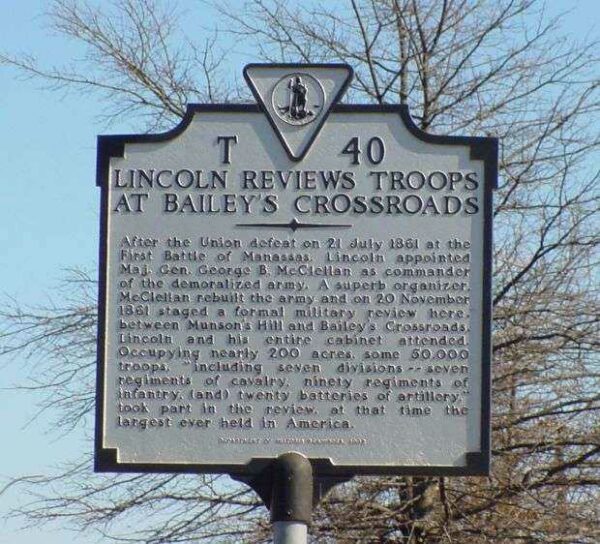 T 40
LINCOLN REVIEWS TROOPS
AT BAILEY'S CROSSROADS
After the Union defeat on 21 July 1861 at the
First Battle of Manassas, Lincoln appointed
Maj. Gen. George B. McClellan as commander
of the demoralized army. A superb organizer,
McClellan rebuilt the army and on 20 November
1861 staged a formal military review here,
between Munson's Hill and Bailey's Crossroads.
Lincoln and his entire cabinet attended.
Occupying nearly 200 acres, some 50,000
troops, "including seven divisions -- seven
regiments of cavalry, ninety regiments of
infantry, (and) twenty batteries of artillery,"
took part in the review, at that time the
largest ever held in America.
DEPARTMENT OF HISTORIC RESOURCES,